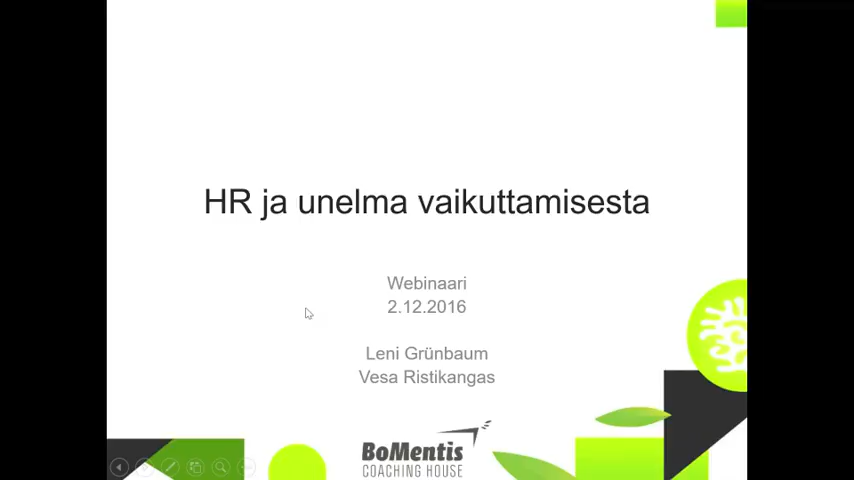 HR ja unelma vaikuttamisesta
Webinaari
2.12.2016
Leni Grünbaum
Vesa Ristikangas
BoMentis
COACHING HOUSE